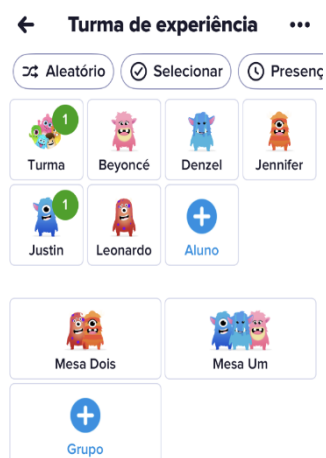 Turma de experiência
Aleatório
Selecionar
Presenç
1
Turma
Beyoncé
Denzel
Jennifer
1
Justin
Leonardo
Aluno
Mesa Dois
Mesa Um
Grupo